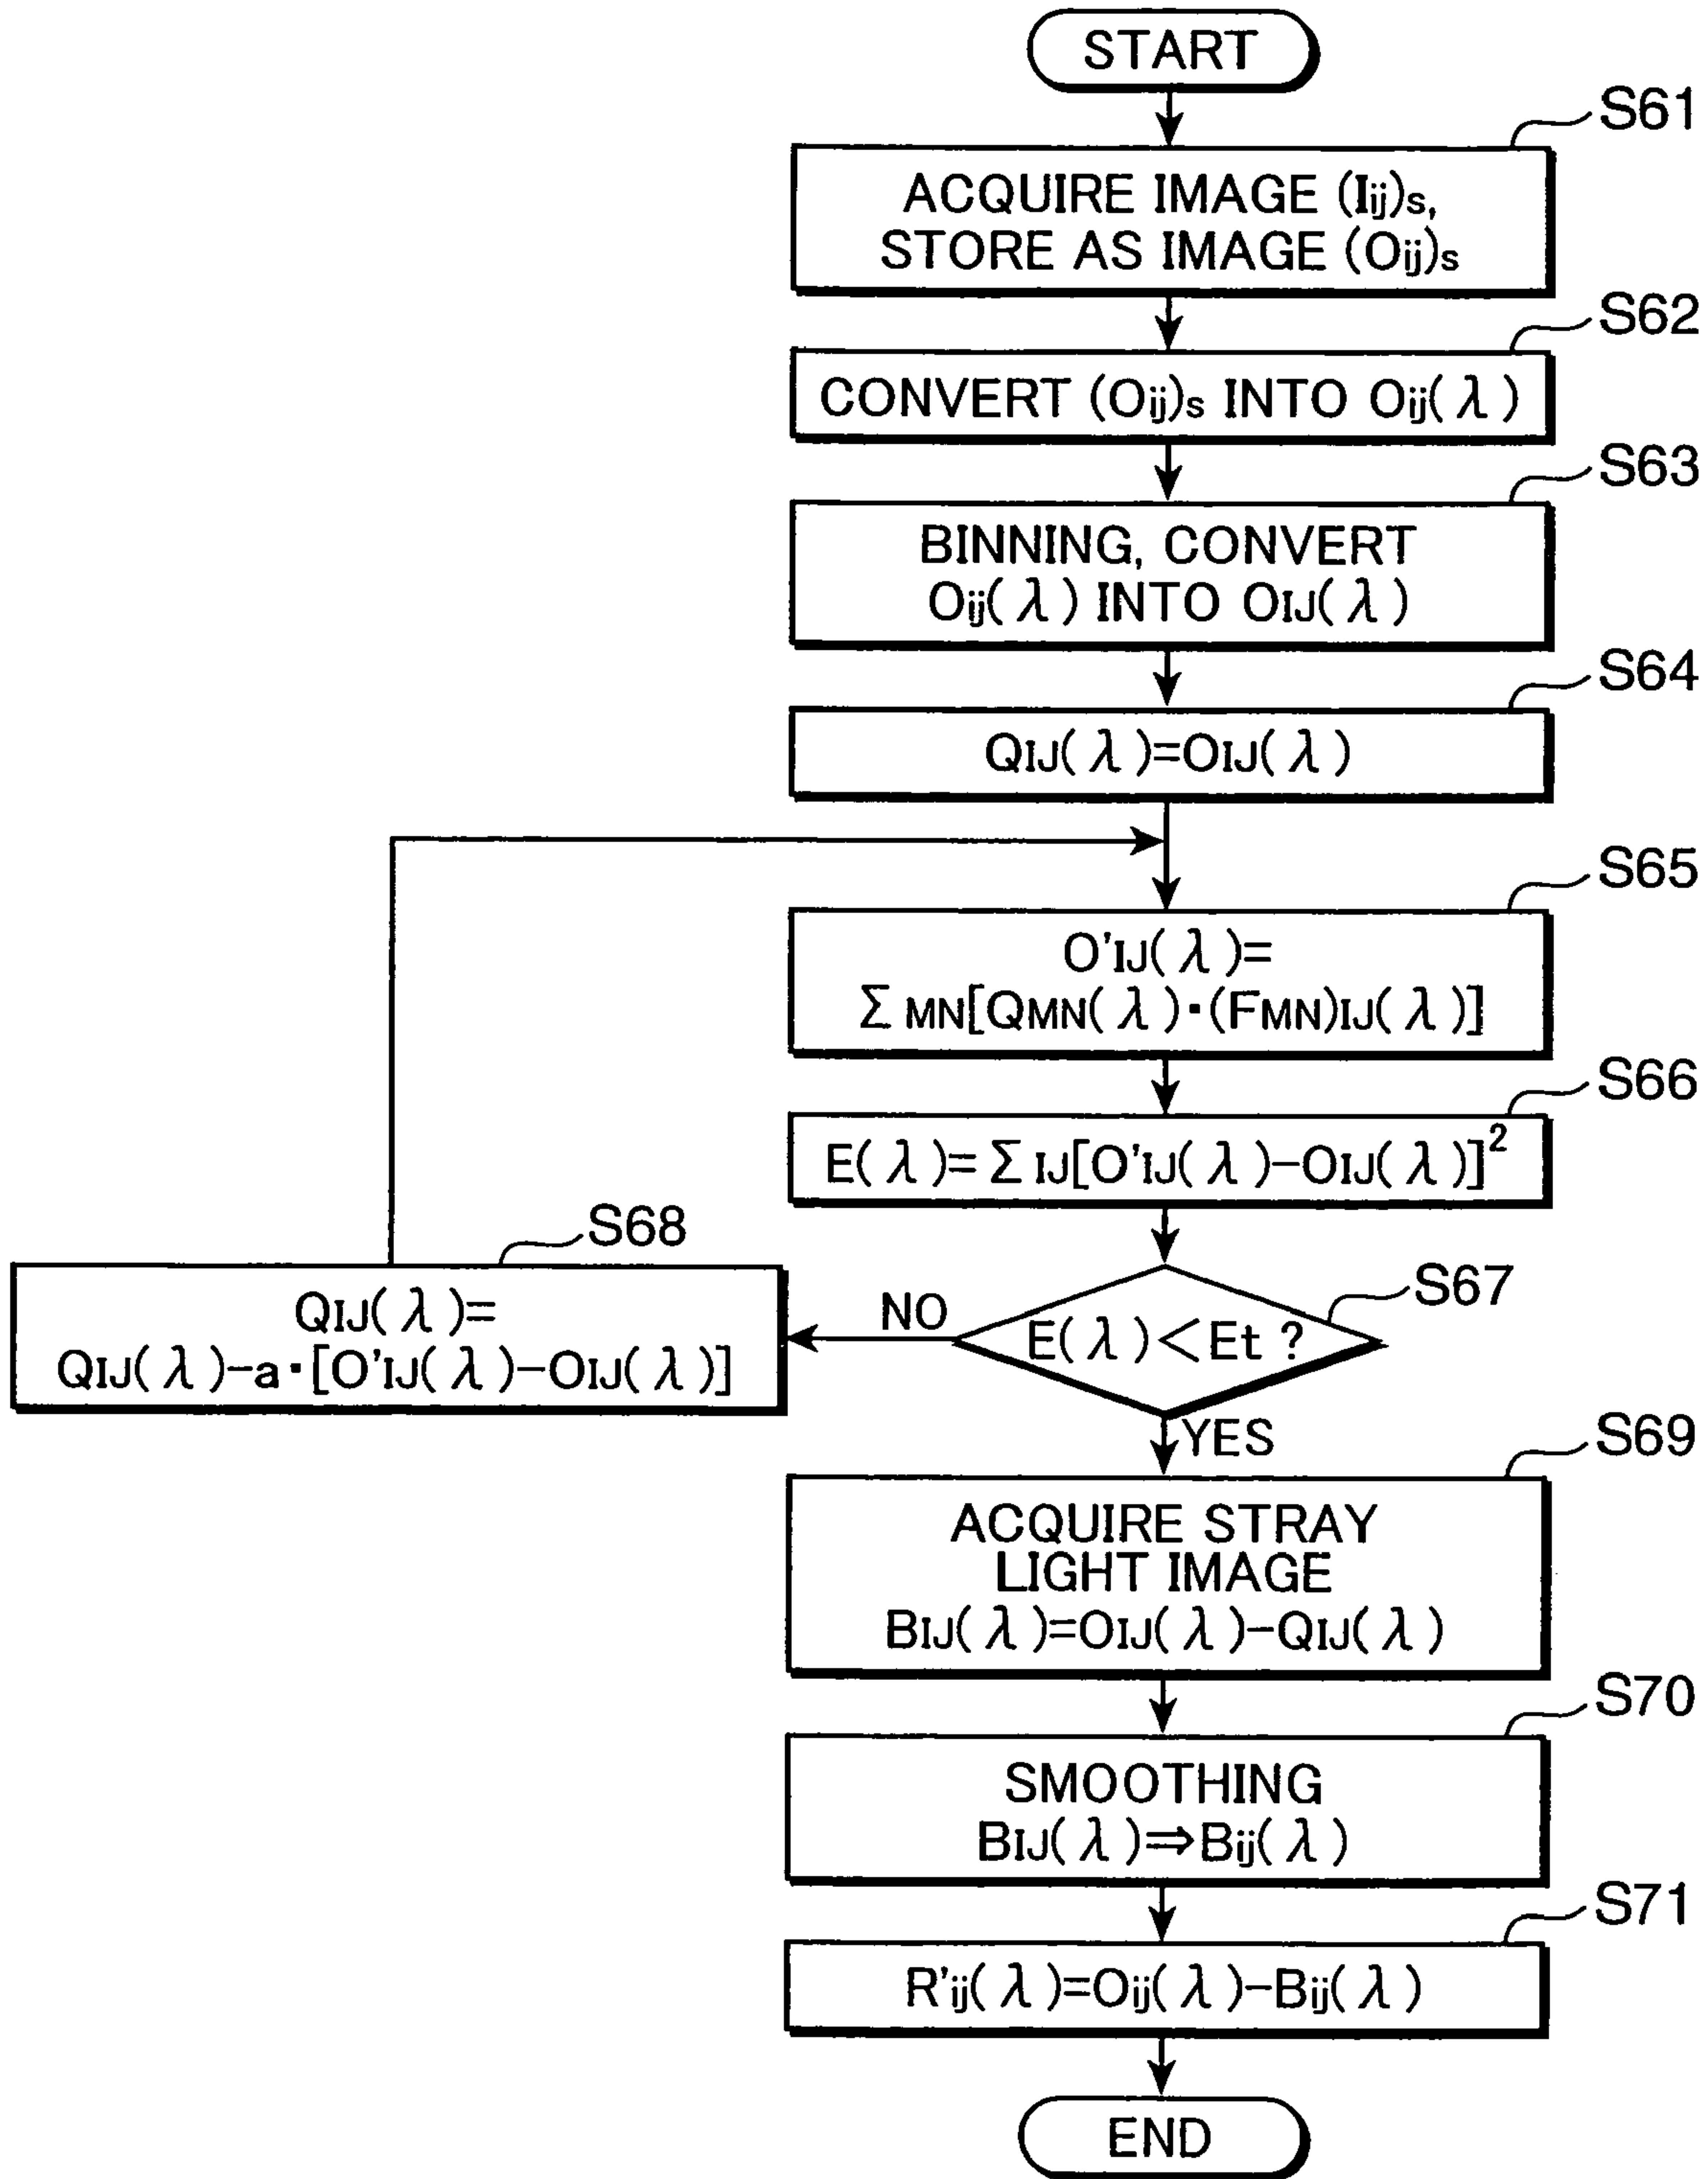 START
S61
ACQUIRE IMAGE (Iij)s,
STORE AS IMAGE (Oij)s
S62
CONVERT (Oij)s INTO Oij(λ)
S63
BINNING, CONVERT
Oij(λ) INTO OIJ(λ)
S64
QIJ(λ)=OIJ(λ)
S65
O'IJ(λ)=
Σ MN[QMN(λ)·(FMN)IJ(λ)]
S66
E(λ)=Σ IJ[O'IJ(λ)-OIJ(λ)]²
S67
E(λ)<Et ?
NO
S68
QIJ(λ)=
QIJ(λ)-a·[O'IJ(λ)-OIJ(λ)]
YES
S69
ACQUIRE STRAY
LIGHT IMAGE
BIJ(λ)=OIJ(λ)-QIJ(λ)
S70
SMOOTHING
BIJ(λ)⇒Bij(λ)
S71
R'ij(λ)=Oij(λ)-Bij(λ)
END